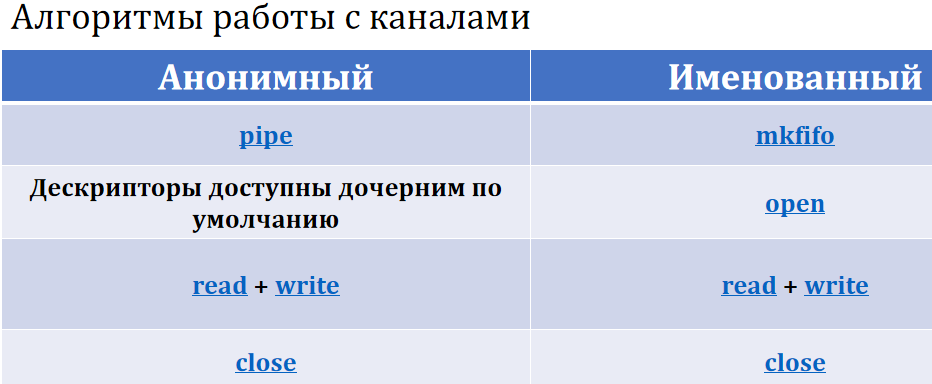 Алгоритмы работы с каналами
Анонимный Именованный
pipe mkfifo
Дескрипторы доступны дочерним по
умолчанию
open
read + write read + write
close close